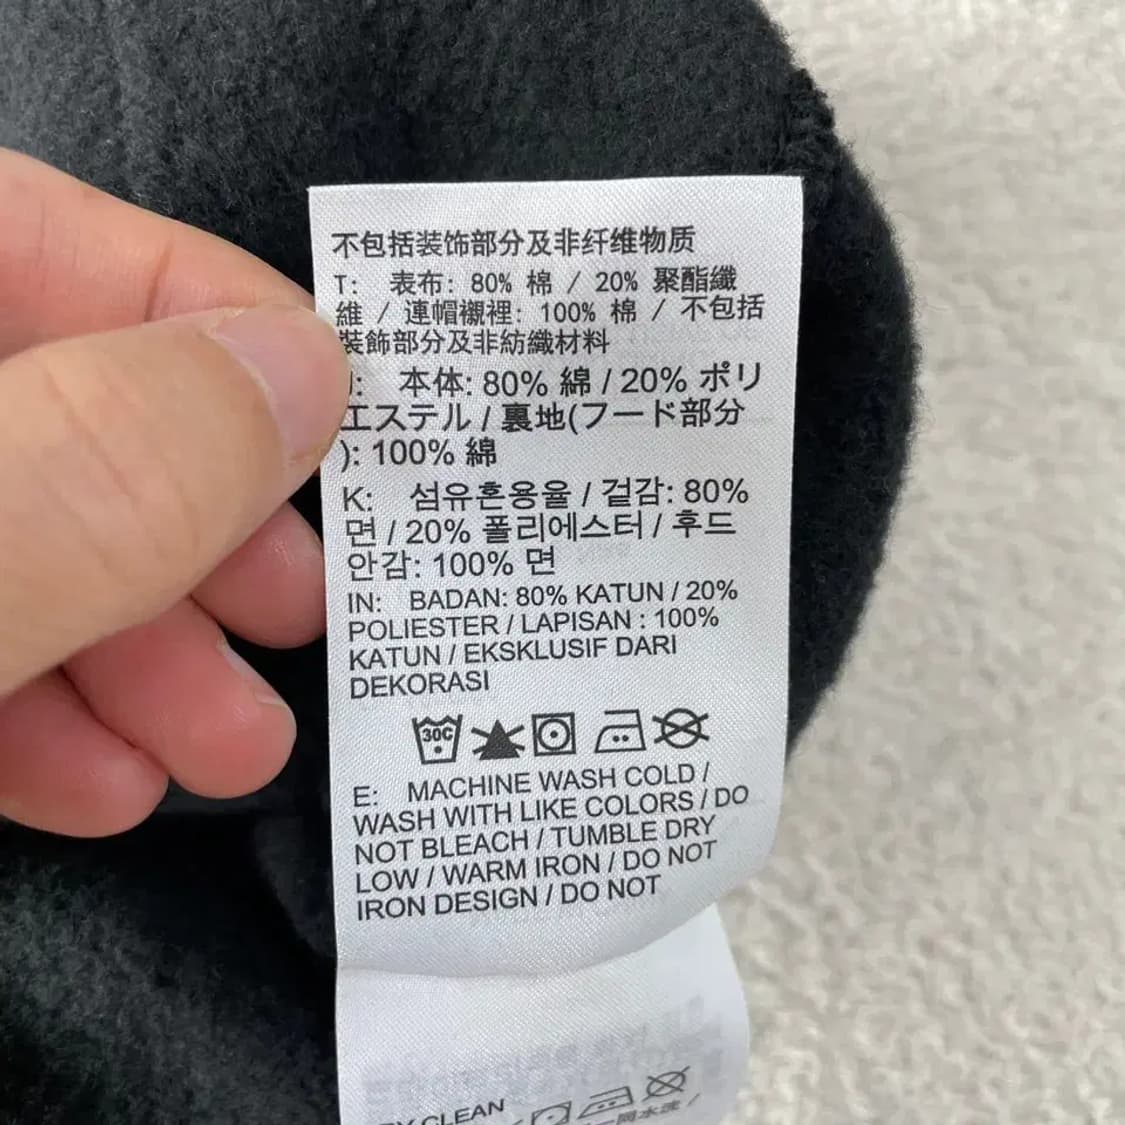 不包括装饰部分及非纤维物质
T: 表布: 80% 棉 / 20% 聚酯纖
維 / 連帽襯裡: 100% 棉 / 不包括
裝飾部分及非紡織材料
J: 本体: 80% 綿 / 20% ポリ
エステル / 裏地(フード部分
): 100% 綿
K: 섬유혼용율 / 겉감: 80%
면 / 20% 폴리에스터 / 후드
안감: 100% 면
IN: BADAN: 80% KATUN / 20%
POLIESTER / LAPISAN : 100%
KATUN / EKSKLUSIF DARI
DEKORASI
30C
E: MACHINE WASH COLD /
WASH WITH LIKE COLORS / DO
NOT BLEACH / TUMBLE DRY
LOW / WARM IRON / DO NOT
IRON DESIGN / DO NOT
CLEAN
同水洗 /